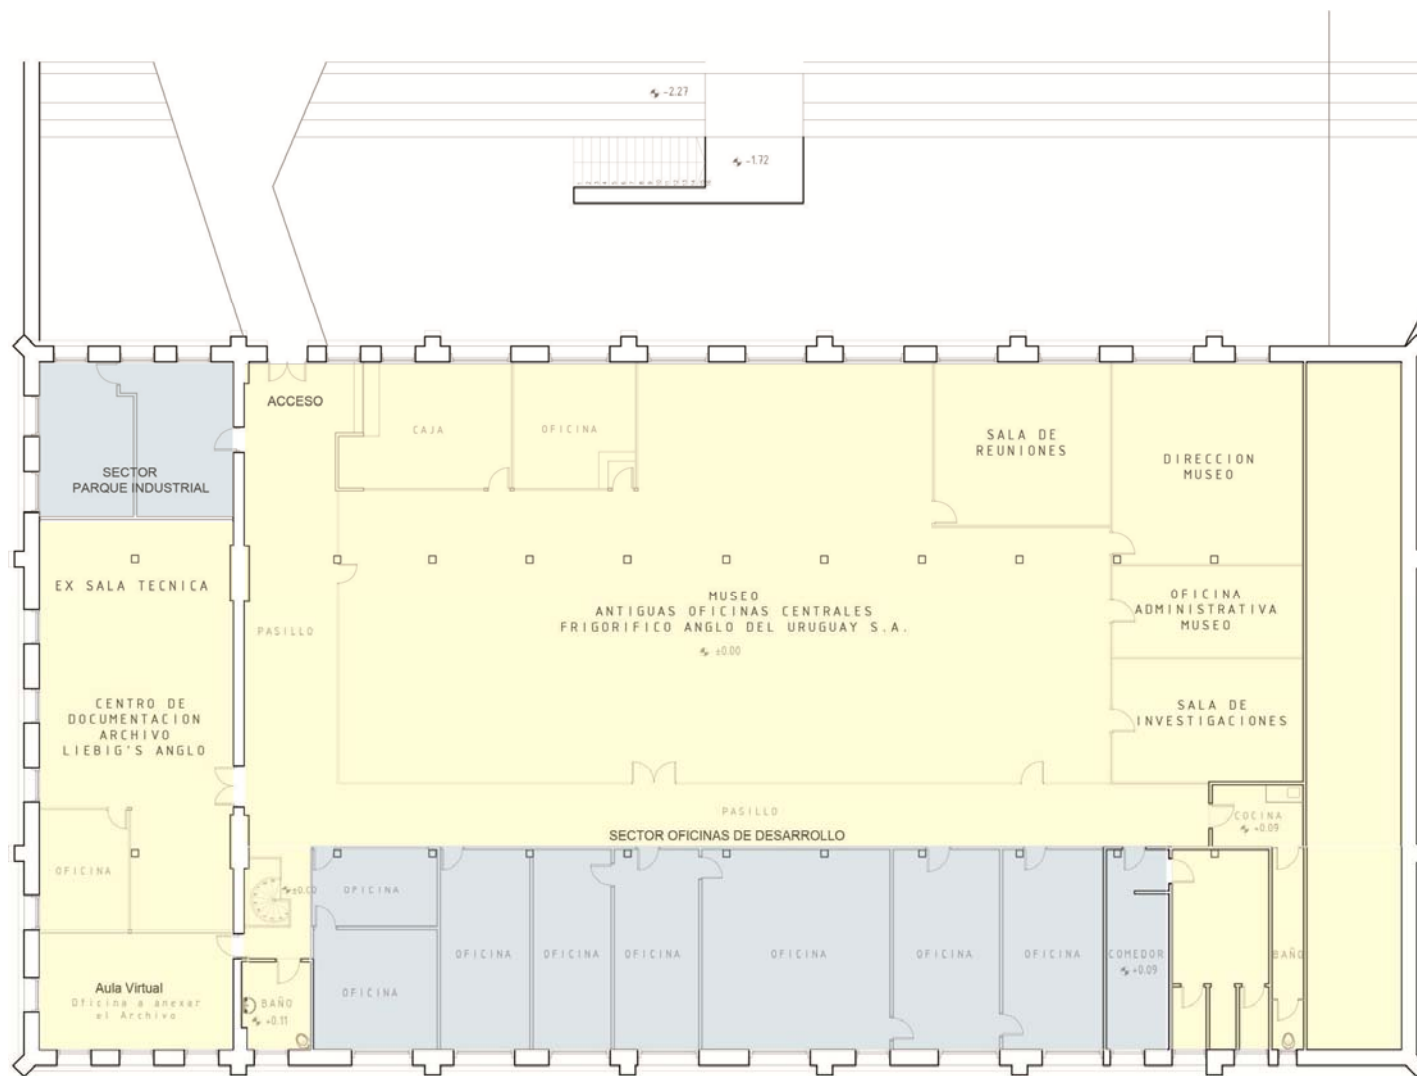 -2.27
-1.72
ACCESO
CAJA
OFICINA
SALA DE
REUNIONES
DIRECCION
MUSEO
SECTOR
PARQUE INDUSTRIAL
EX SALA TECNICA
PASILLO
MUSEO
ANTIGUAS OFICINAS CENTRALES
FRIGORIFICO ANGLO DEL URUGUAY S.A.
±0.00
OFICINA
ADMINISTRATIVA
MUSEO
CENTRO DE
DOCUMENTACION
ARCHIVO
LIEBIG'S ANGLO
SALA DE
INVESTIGACIONES
PASILLO
SECTOR OFICINAS DE DESARROLLO
COCINA
+0.09
OFICINA
±0.00
OFICINA
OFICINA
OFICINA
OFICINA
OFICINA
OFICINA
OFICINA
OFICINA
COMEDOR
+0.09
BAÑO
Aula Virtual
Oficina a anexar
el Archivo
BAÑO
+0.11